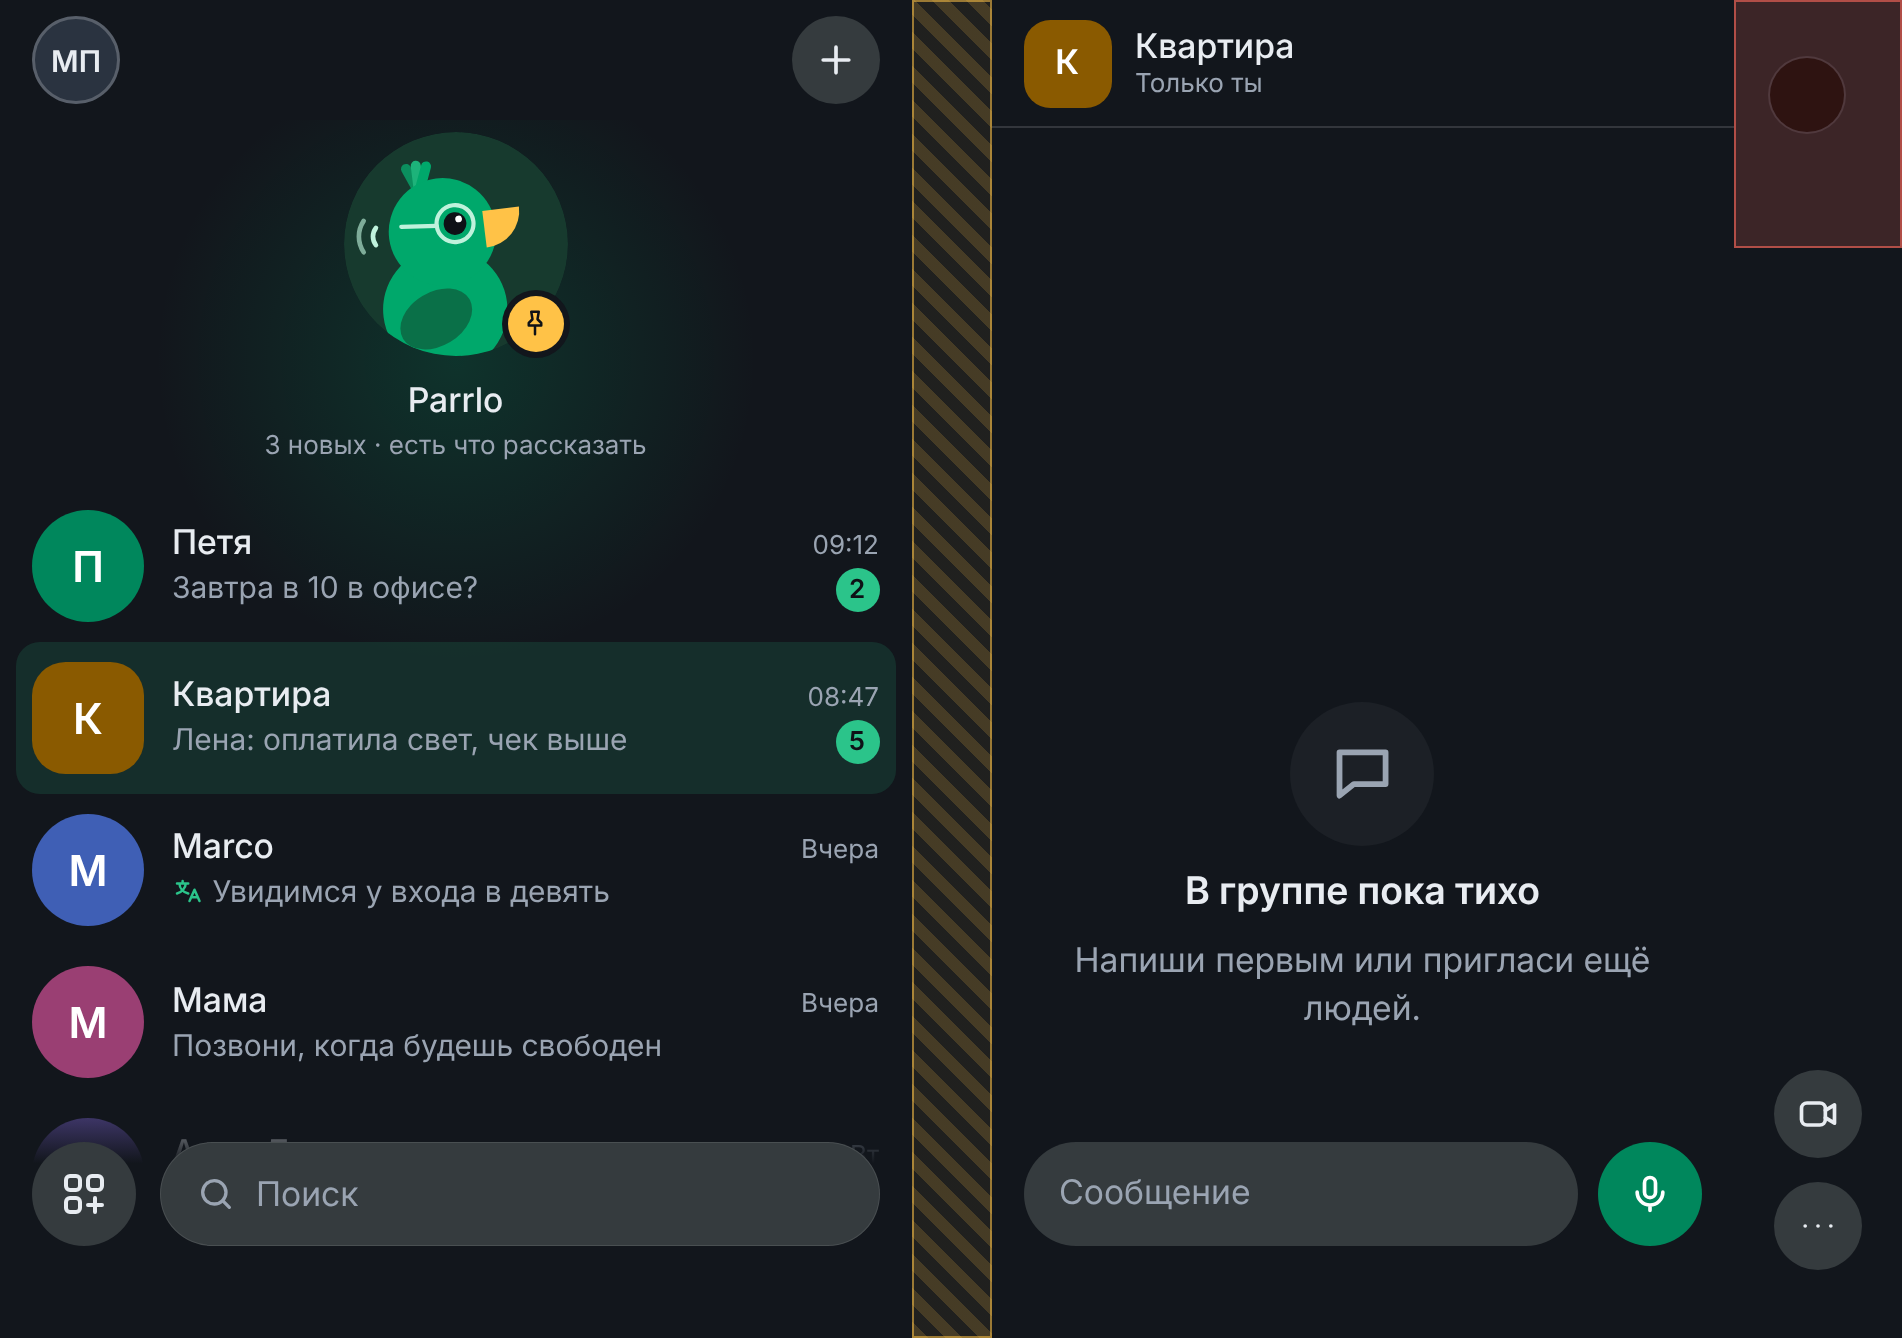 МП
Parrlo
3 новых · есть что рассказать
П
Петя
09:12
Завтра в 10 в офисе?
2
К
Квартира
08:47
Лена: оплатила свет, чек выше
5
M
Marco
Вчера
Увидимся у входа в девять
М
Мама
Вчера
Позвони, когда будешь свободен
Вт
Поиск
К
Квартира
Только ты
В группе пока тихо
Напиши первым или пригласи ещё
людей.
Сообщение